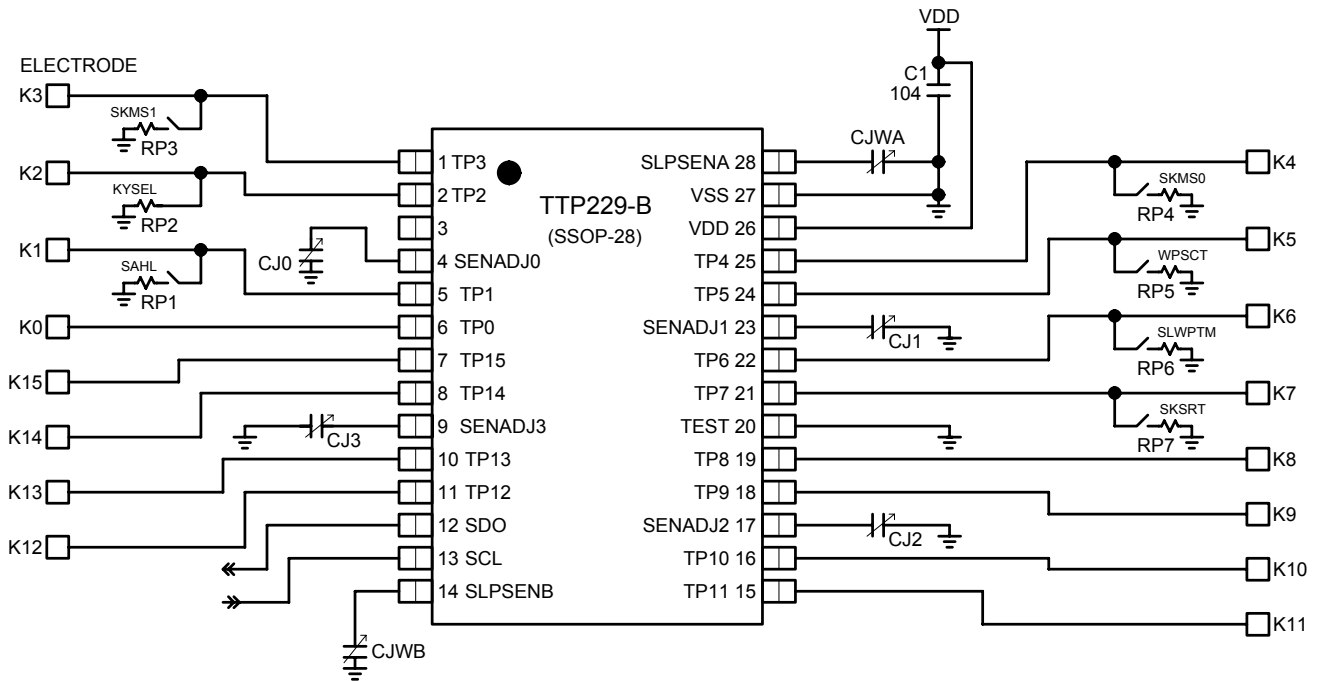 VDD
ELECTRODE
C1
104
K3
SKMS1
RP3
CJWA
1 TP3
SLPSENA 28
K4
K2
KYSEL
RP2
2 TP2
TTP229-B
(SSOP-28)
VSS 27
SKMS0
RP4
3
VDD 26
K1
SAHL
RP1
CJ0
4 SENADJ0
TP4 25
K5
WPSCT
RP5
5 TP1
TP5 24
K0
6 TP0
SENADJ1 23
CJ1
K6
SLWPTM
RP6
K15
7 TP15
TP6 22
8 TP14
TP7 21
K7
SKSRT
RP7
K14
CJ3
9 SENADJ3
TEST 20
10 TP13
TP8 19
K8
K13
11 TP12
TP9 18
K9
12 SDO
SENADJ2 17
CJ2
K12
13 SCL
TP10 16
K10
14 SLPSENB
TP11 15
K11
CJWB